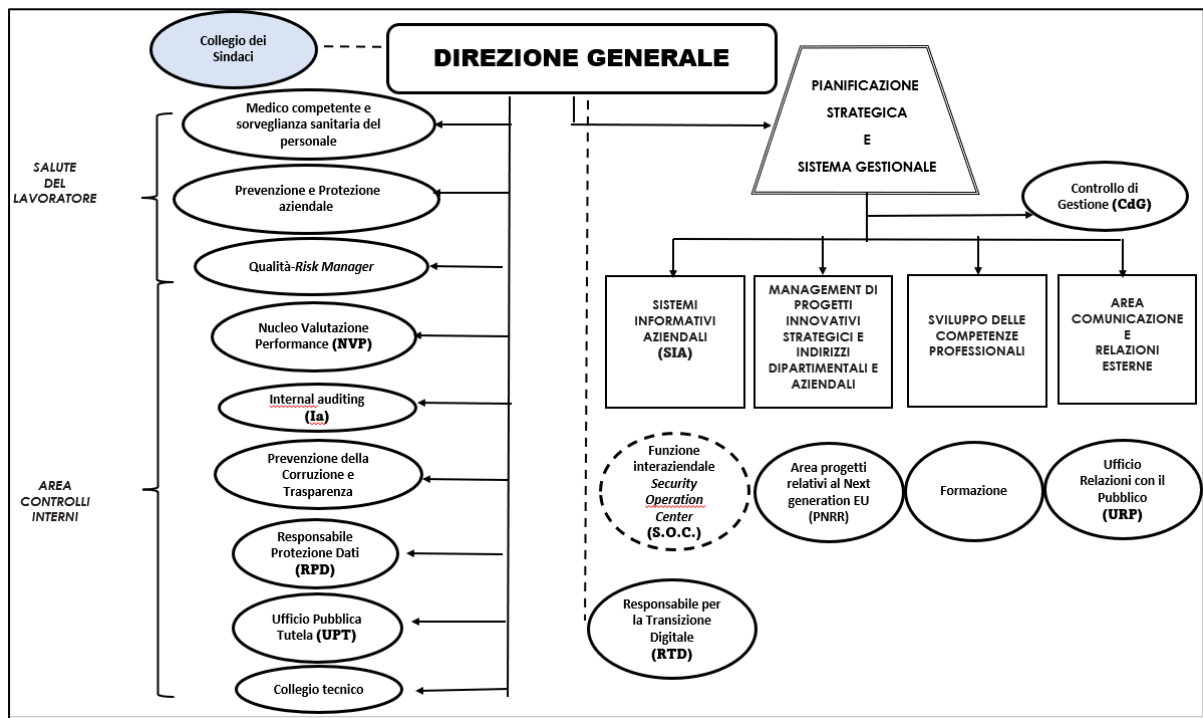 Collegio dei
Sindaci
DIREZIONE GENERALE
PIANIFICAZIONE
STRATEGICA
E
SISTEMA GESTIONALE
Controllo di
Gestione (CdG)
SALUTE
DEL
LAVORATORE
Medico competente e
sorveglianza sanitaria del
personale
Prevenzione e Protezione
aziendale
Qualità-Risk Manager
AREA
CONTROLLI
INTERNI
Nucleo Valutazione
Performance (NVP)
Internal auditing
(Ia)
Prevenzione della
Corruzione e
Trasparenza
Responsabile
Protezione Dati
(RPD)
Ufficio Pubblica
Tutela (UPT)
Collegio tecnico
SISTEMI
INFORMATIVI
AZIENDALI
(SIA)
MANAGEMENT DI
PROGETTI
INNOVATIVI
STRATEGICI E
INDIRIZZI
DIPARTIMENTALI E
AZIENDALI
SVILUPPO DELLE
COMPETENZE
PROFESSIONALI
AREA
COMUNICAZIONE
E
RELAZIONI
ESTERNE
Funzione
interaziendale
Security
Operation
Center
(S.O.C.)
Area progetti
relativi al Next
generation EU
(PNRR)
Formazione
Ufficio
Relazioni con il
Pubblico
(URP)
Responsabile per
la Transizione
Digitale
(RTD)